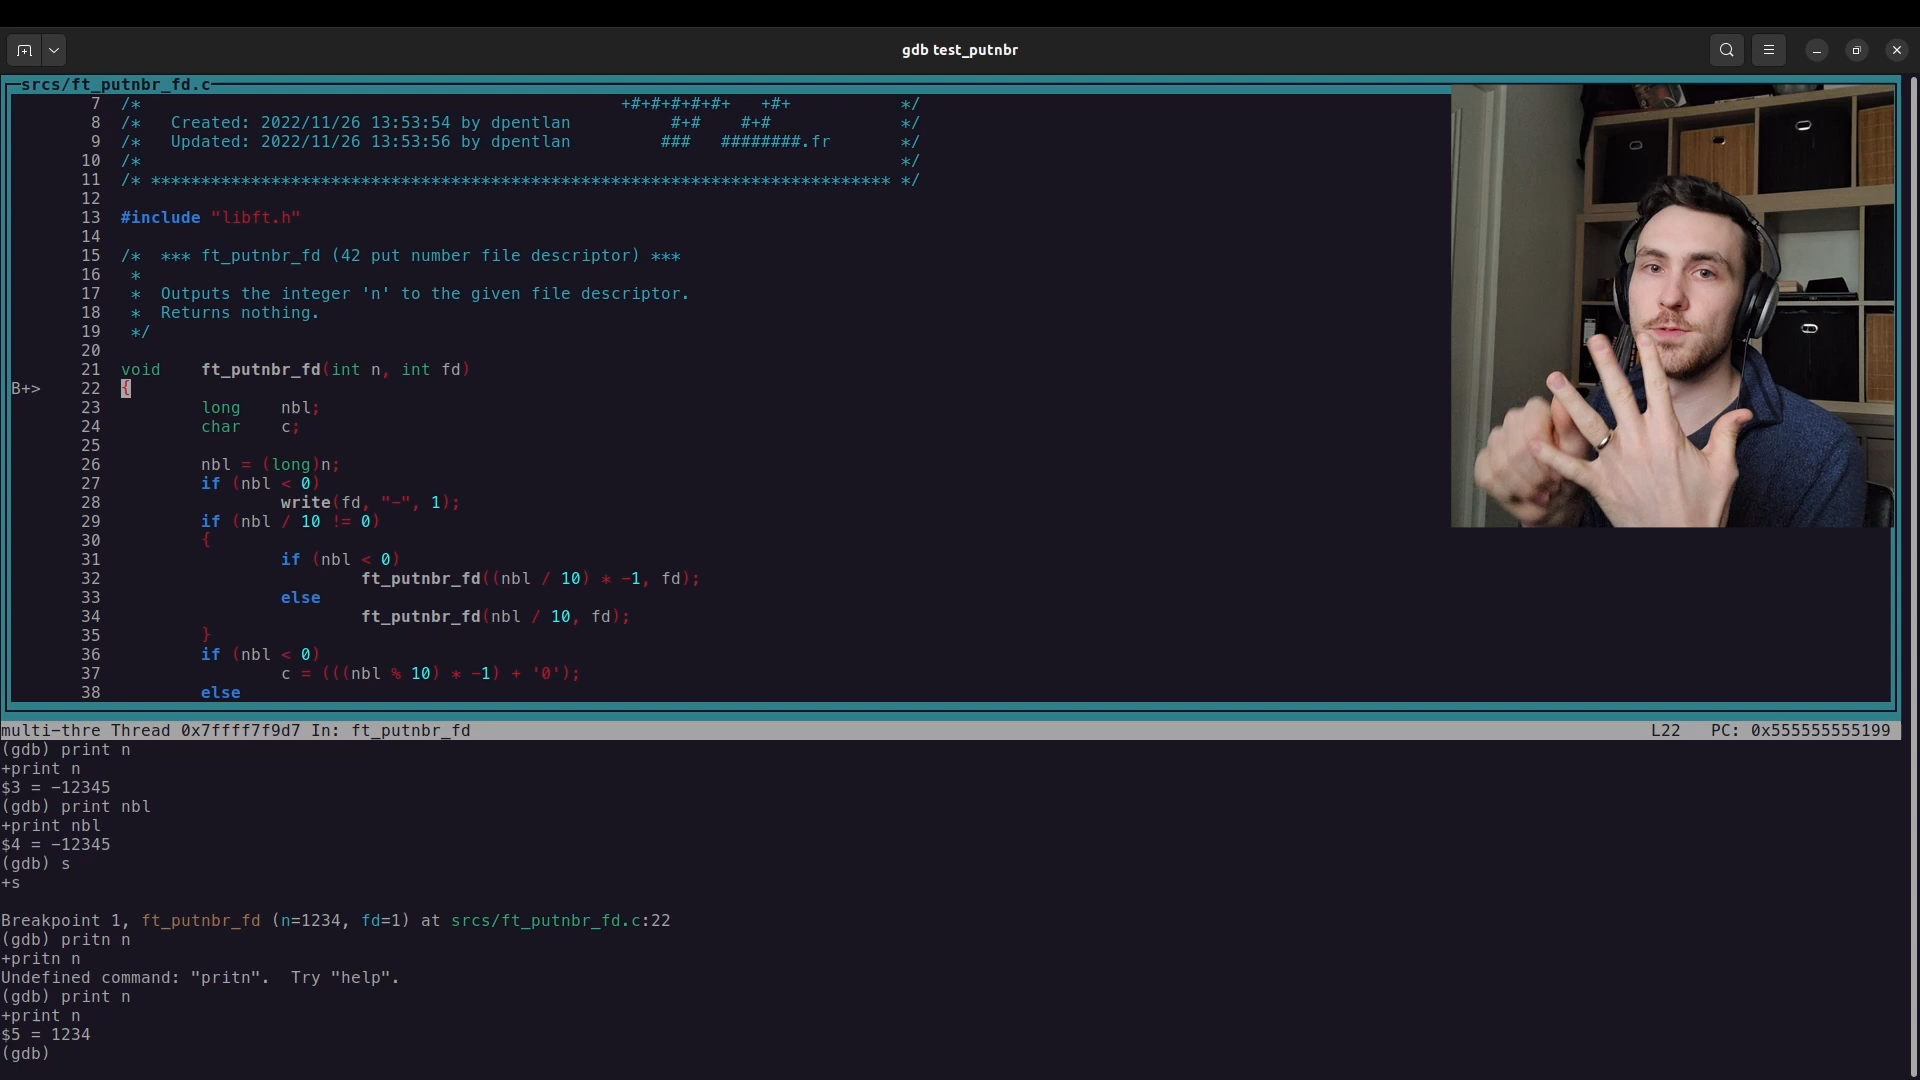 gdb test_putnbr
srcs/ft_putnbr_fd.c
7 /* +#+#+#+#+#+ +#+ */
8 /* Created: 2022/11/26 13:53:54 by dpentlan #+# #+# */
9 /* Updated: 2022/11/26 13:53:56 by dpentlan ### ########.fr */
10 /* */
11 /* ************************************************************************** */
12
13 #include "libft.h"
14
15 /* *** ft_putnbr_fd (42 put number file descriptor) ***
16 *
17 * Outputs the integer 'n' to the given file descriptor.
18 * Returns nothing.
19 */
20
21 void ft_putnbr_fd(int n, int fd)
B+> 22 {
23 long nbl;
24 char c;
25
26 nbl = (long)n;
27 if (nbl < 0)
28 write(fd, "-", 1);
29 if (nbl / 10 != 0)
30 {
31 if (nbl < 0)
32 ft_putnbr_fd((nbl / 10) * -1, fd);
33 else
34 ft_putnbr_fd(nbl / 10, fd);
35 }
36 if (nbl < 0)
37 c = (((nbl % 10) * -1) + '0');
38 else
multi-thre Thread 0x7ffff7f9d7 In: ft_putnbr_fd L22 PC: 0x555555555199
(gdb) print n
+print n
$3 = -12345
(gdb) print nbl
+print nbl
$4 = -12345
(gdb) s
+s

Breakpoint 1, ft_putnbr_fd (n=1234, fd=1) at srcs/ft_putnbr_fd.c:22
(gdb) pritn n
+pritn n
Undefined command: "pritn". Try "help".
(gdb) print n
+print n
$5 = 1234
(gdb)